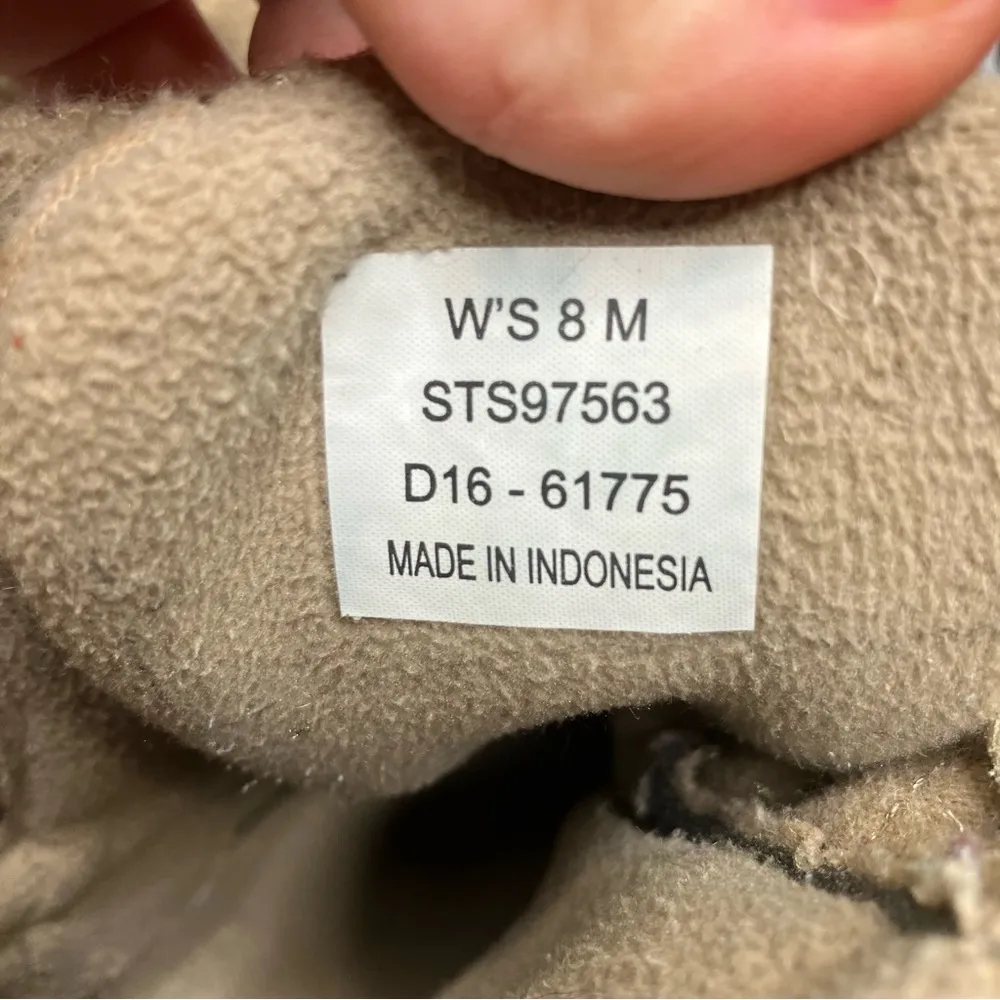 W'S 8 M
STS97563
D16 - 61775
MADE IN INDONESIA